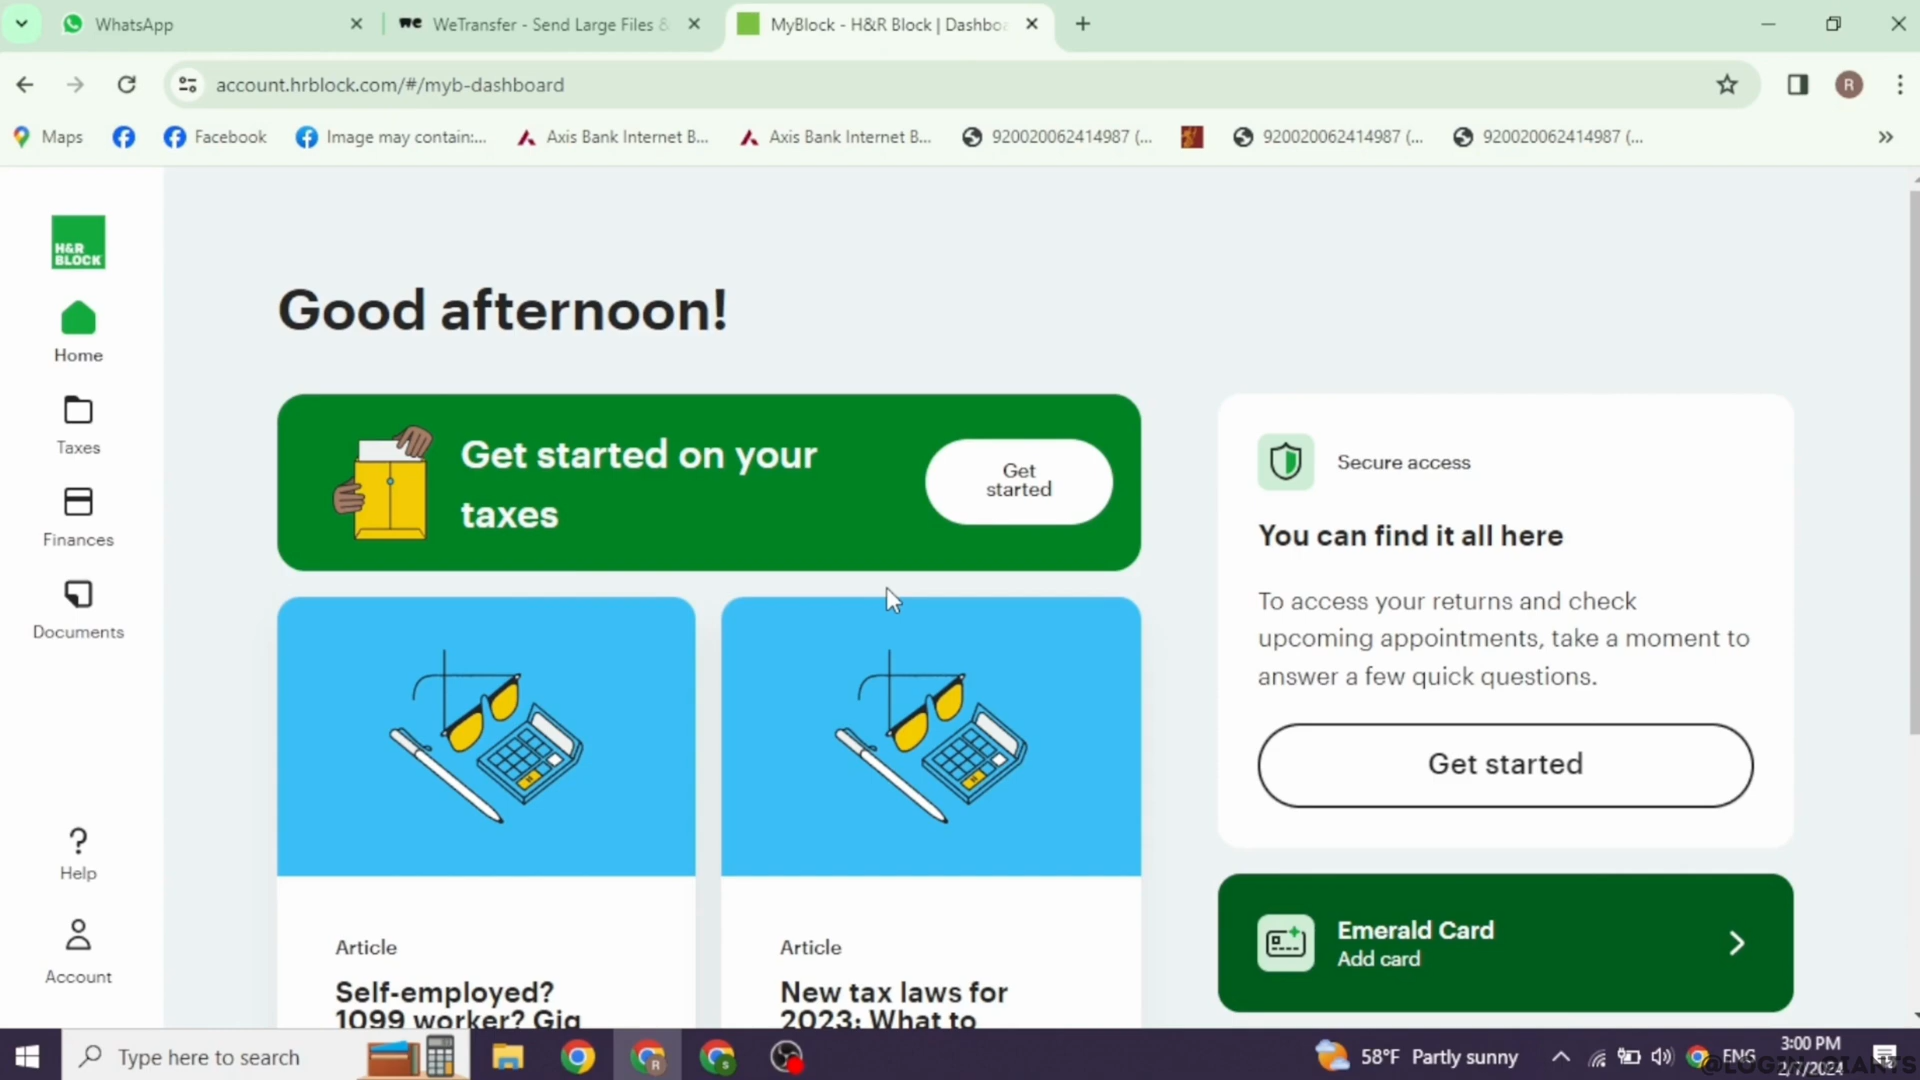 WhatsApp
WeTransfer - Send Large Files &
MyBlock - H&R Block | Dashboa
account.hrblock.com/#/myb-dashboard
R
Maps
Facebook
Image may contain:...
Axis Bank Internet B...
Axis Bank Internet B...
920020062414987 (...
920020062414987 (...
920020062414987 (...
H&R
BLOCK
Home
Taxes
Finances
Documents
Help
Account
Good afternoon!
Get started on your
taxes
Get
started
Secure access
You can find it all here
To access your returns and check
upcoming appointments, take a moment to
answer a few quick questions.
Get started
Emerald Card
Add card
Article
Self-employed?
1099 worker? Gig
Article
New tax laws for
2023: What to
Type here to search
58°F Partly sunny
ENG
3:00 PM
2/7/2024
@LOGIN_GIANTS